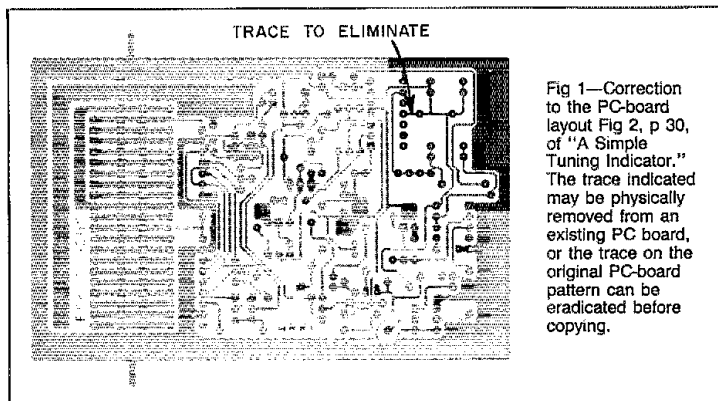 TRACE TO ELIMINATE
Fig 1—Correction
to the PC-board
layout Fig 2, p 30,
of "A Simple
Tuning Indicator."
The trace indicated
may be physically
removed from an
existing PC board,
or the trace on the
original PC-board
pattern can be
eradicated before
copying.